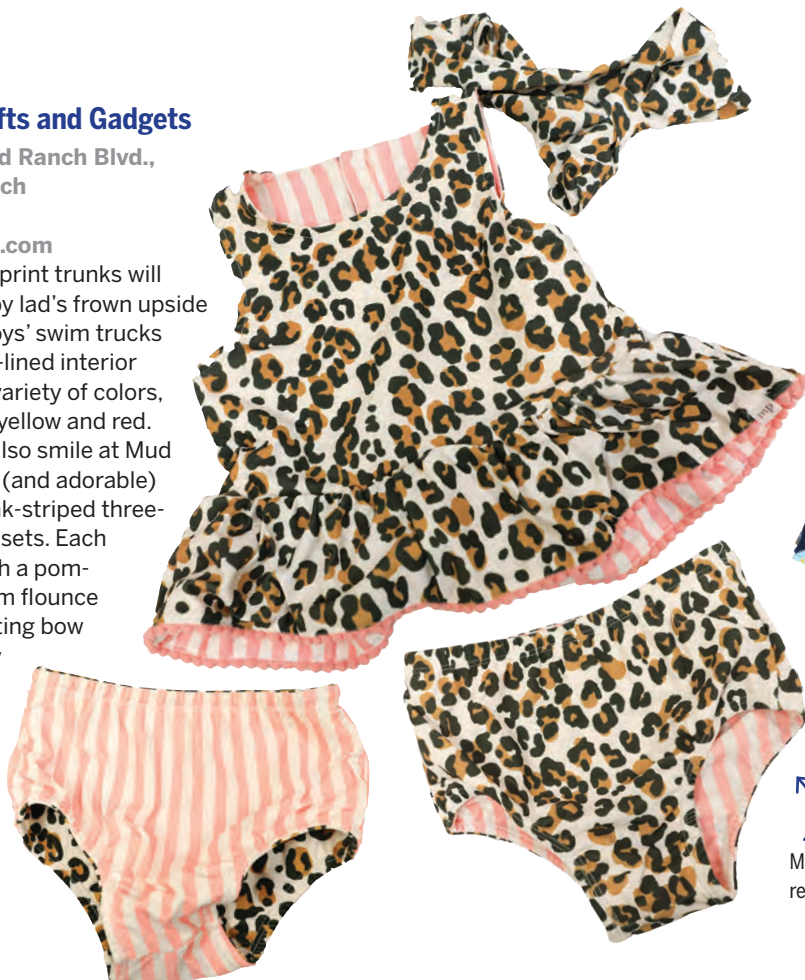 fts and Gadgets
d Ranch Blvd.,
ch
.com
print trunks will
by lad's frown upside
oys' swim trucks
-lined interior
variety of colors,
yellow and red.
also smile at Mud
(and adorable)
nk-striped three-
sets. Each
h a pom-
m flounce
ting bow
M
re